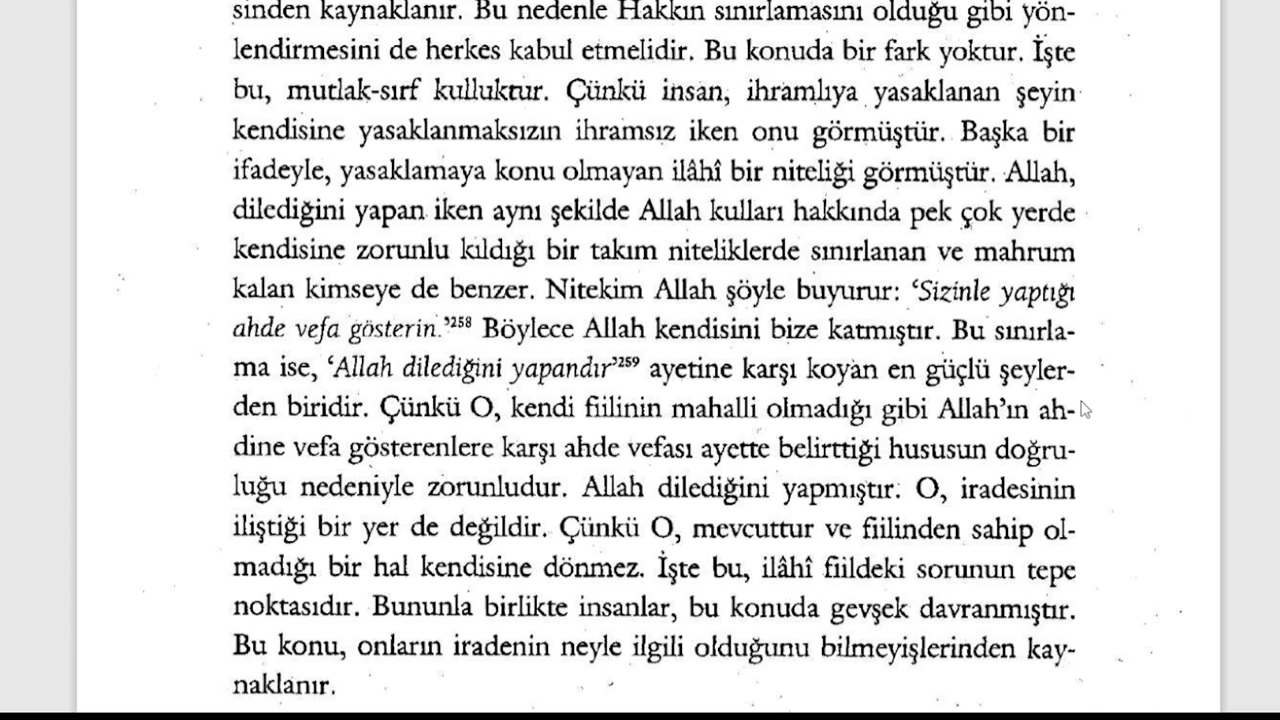 sinden kaynaklanır. Bu nedenle Hakkın sınırlamasını olduğu gibi yön-
lendirmesini de herkes kabul etmelidir. Bu konuda bir fark yoktur. İşte
bu, mutlak-sırf kulluktur. Çünkü insan, ihramlıya yasaklanan şeyin
kendisine yasaklanmaksızın ihramsız iken onu görmüştür. Başka bir
ifadeyle, yasaklamaya konu olmayan ilâhî bir niteliği görmüştür. Allah,
dilediğini yapan iken aynı şekilde Allah kulları hakkında pek çok yerde
kendisine zorunlu kıldığı bir takım niteliklerde sınırlanan ve mahrum
kalan kimseye de benzer. Nitekim Allah şöyle buyurur: ‘Sizinle yaptığı
ahde vefa gösterin.’258 Böylece Allah kendisini bize katmıştır. Bu sınırla-
ma ise, ‘Allah dilediğini yapandır’259 ayetine karşı koyan en güçlü şeyler-
den biridir. Çünkü O, kendi fiilinin mahalli olmadığı gibi Allah’ın ah-
dine vefa gösterenlere karşı ahde vefası ayette belirttiği hususun doğru-
luğu nedeniyle zorunludur. Allah dilediğini yapmıştır. O, iradesinin
iliştiği bir yer de değildir. Çünkü O, mevcuttur ve fiilinden sahip ol-
madığı bir hal kendisine dönmez. İşte bu, ilâhî fiildeki sorunun tepe
noktasıdır. Bununla birlikte insanlar, bu konuda gevşek davranmıştır.
Bu konu, onların iradenin neyle ilgili olduğunu bilmeyişlerinden kay-
naklanır.